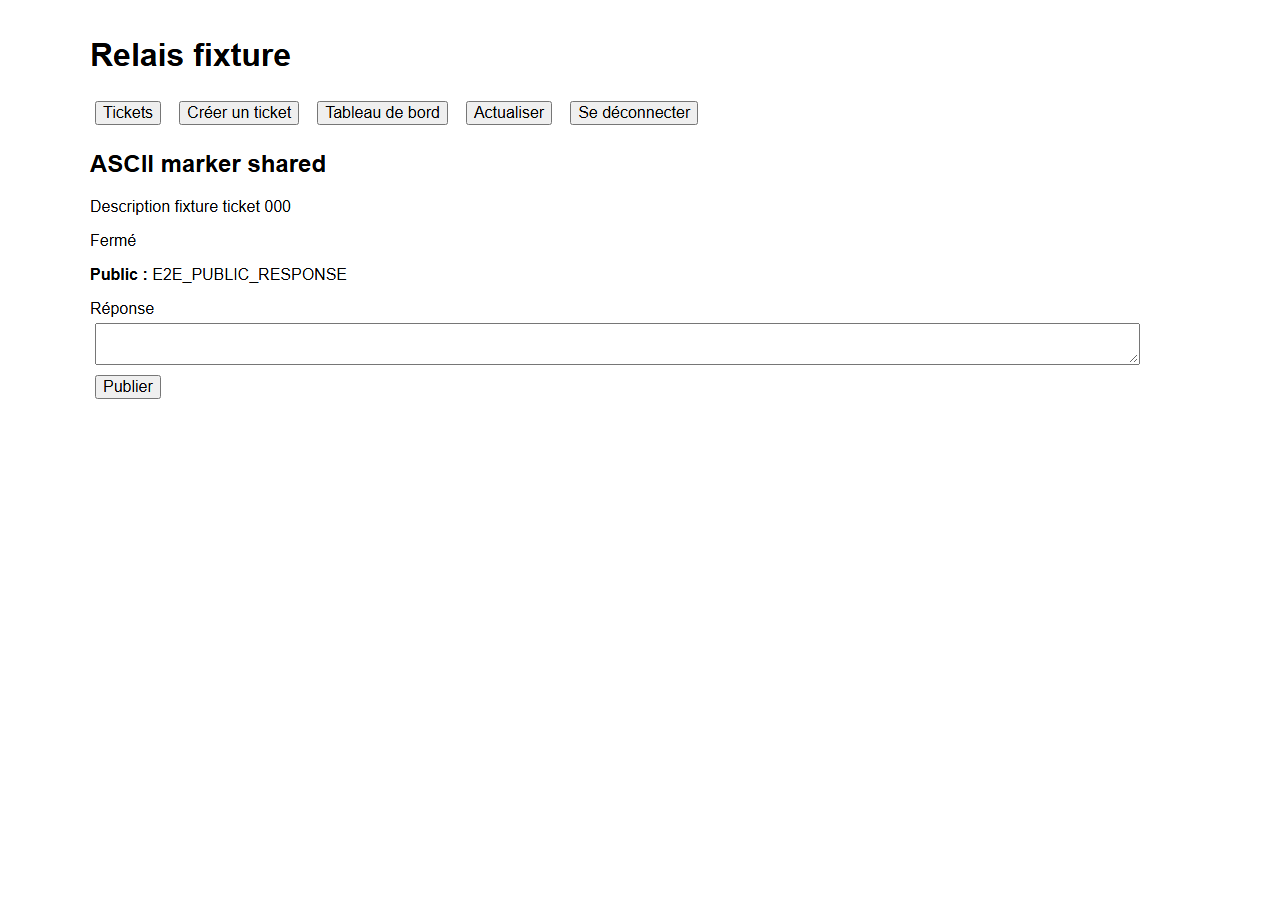 Relais fixture
Tickets Créer un ticket Tableau de bord Actualiser Se déconnecter
ASCII marker shared
Description fixture ticket 000
Fermé
Public : E2E_PUBLIC_RESPONSE
Réponse
Publier